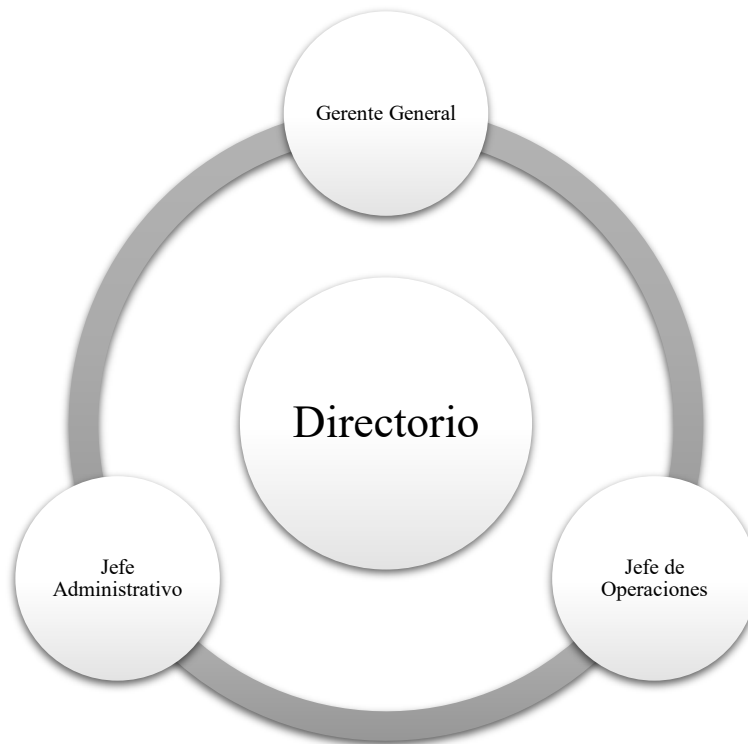 Gerente General
Directorio
Jefe
Administrativo
Jefe de
Operaciones